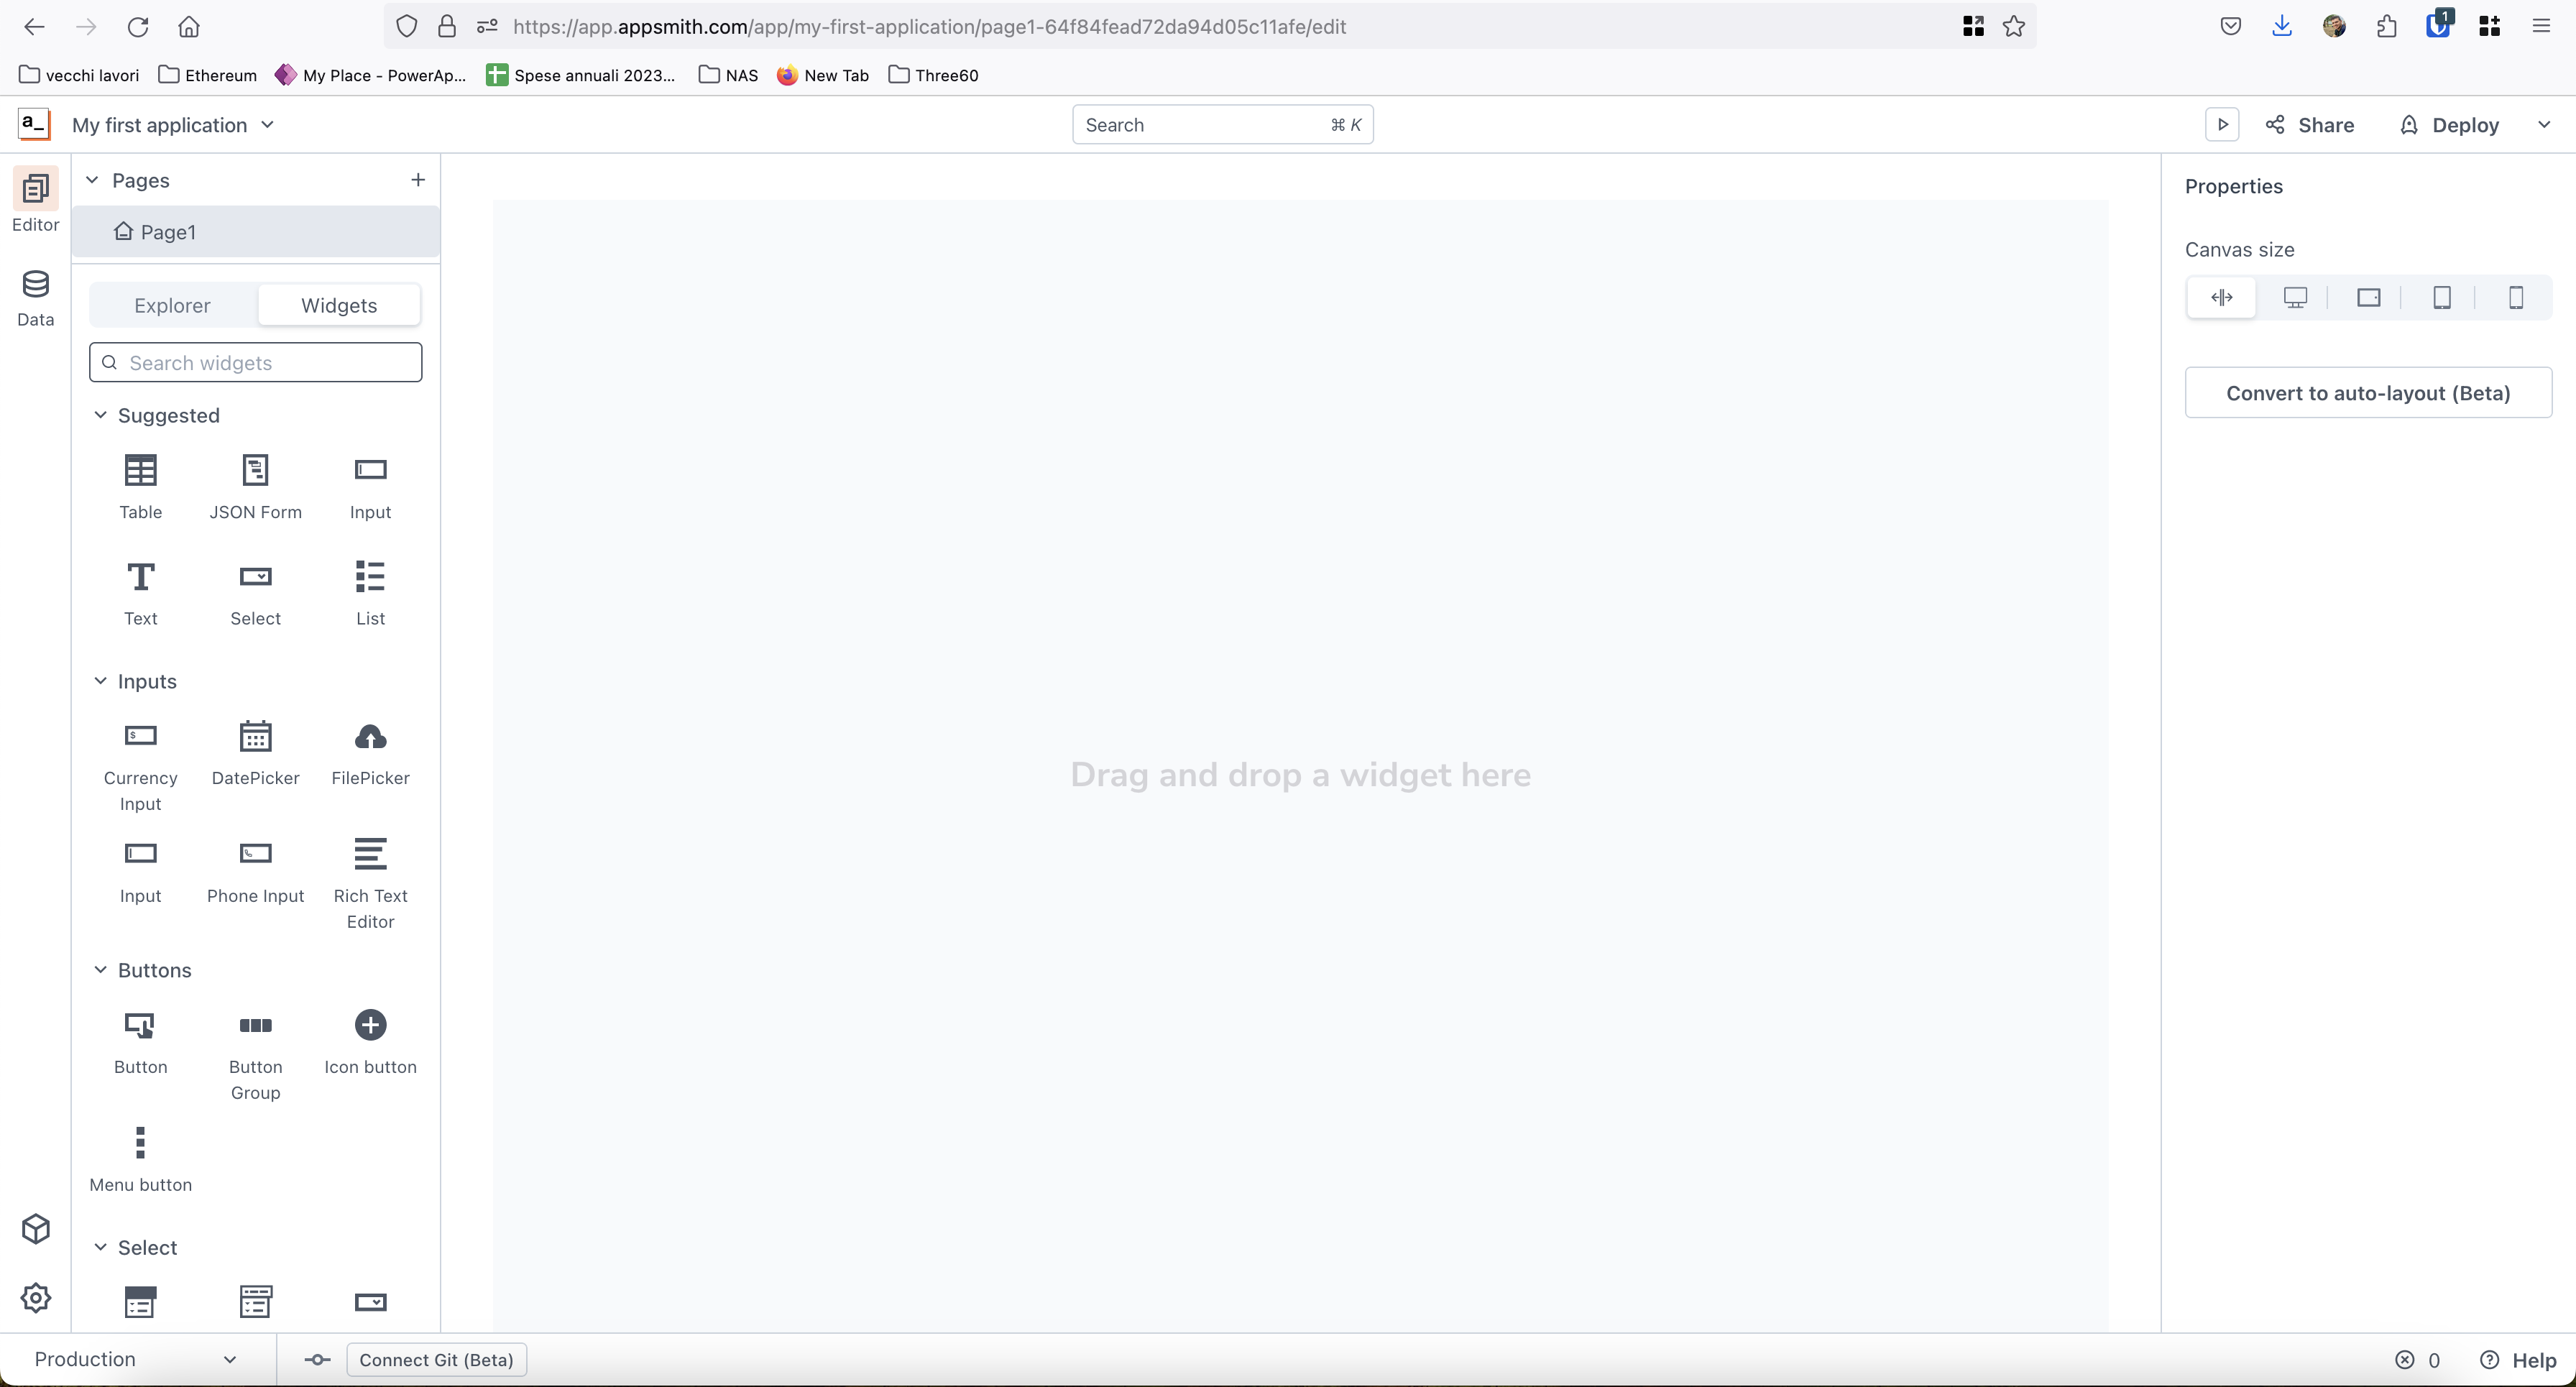 https://app.appsmith.com/app/my-first-application/page1-64f84fead72da94d05c11afe/edit
1
vecchi lavori
Ethereum
My Place - PowerAp...
Spese annuali 2023...
NAS
New Tab
Three60
a_
My first application
Search
⌘ K
Share
Deploy
Editor
Data
Pages
Page1
Explorer
Widgets
Search widgets
Suggested
Table
JSON Form
Input
Text
Select
List
Inputs
Currency
Input
DatePicker
FilePicker
Input
Phone Input
Rich Text
Editor
Buttons
Button
Button
Group
Icon button
Menu button
Select
Drag and drop a widget here
Properties
Canvas size
Convert to auto-layout (Beta)
Production
Connect Git (Beta)
0
Help